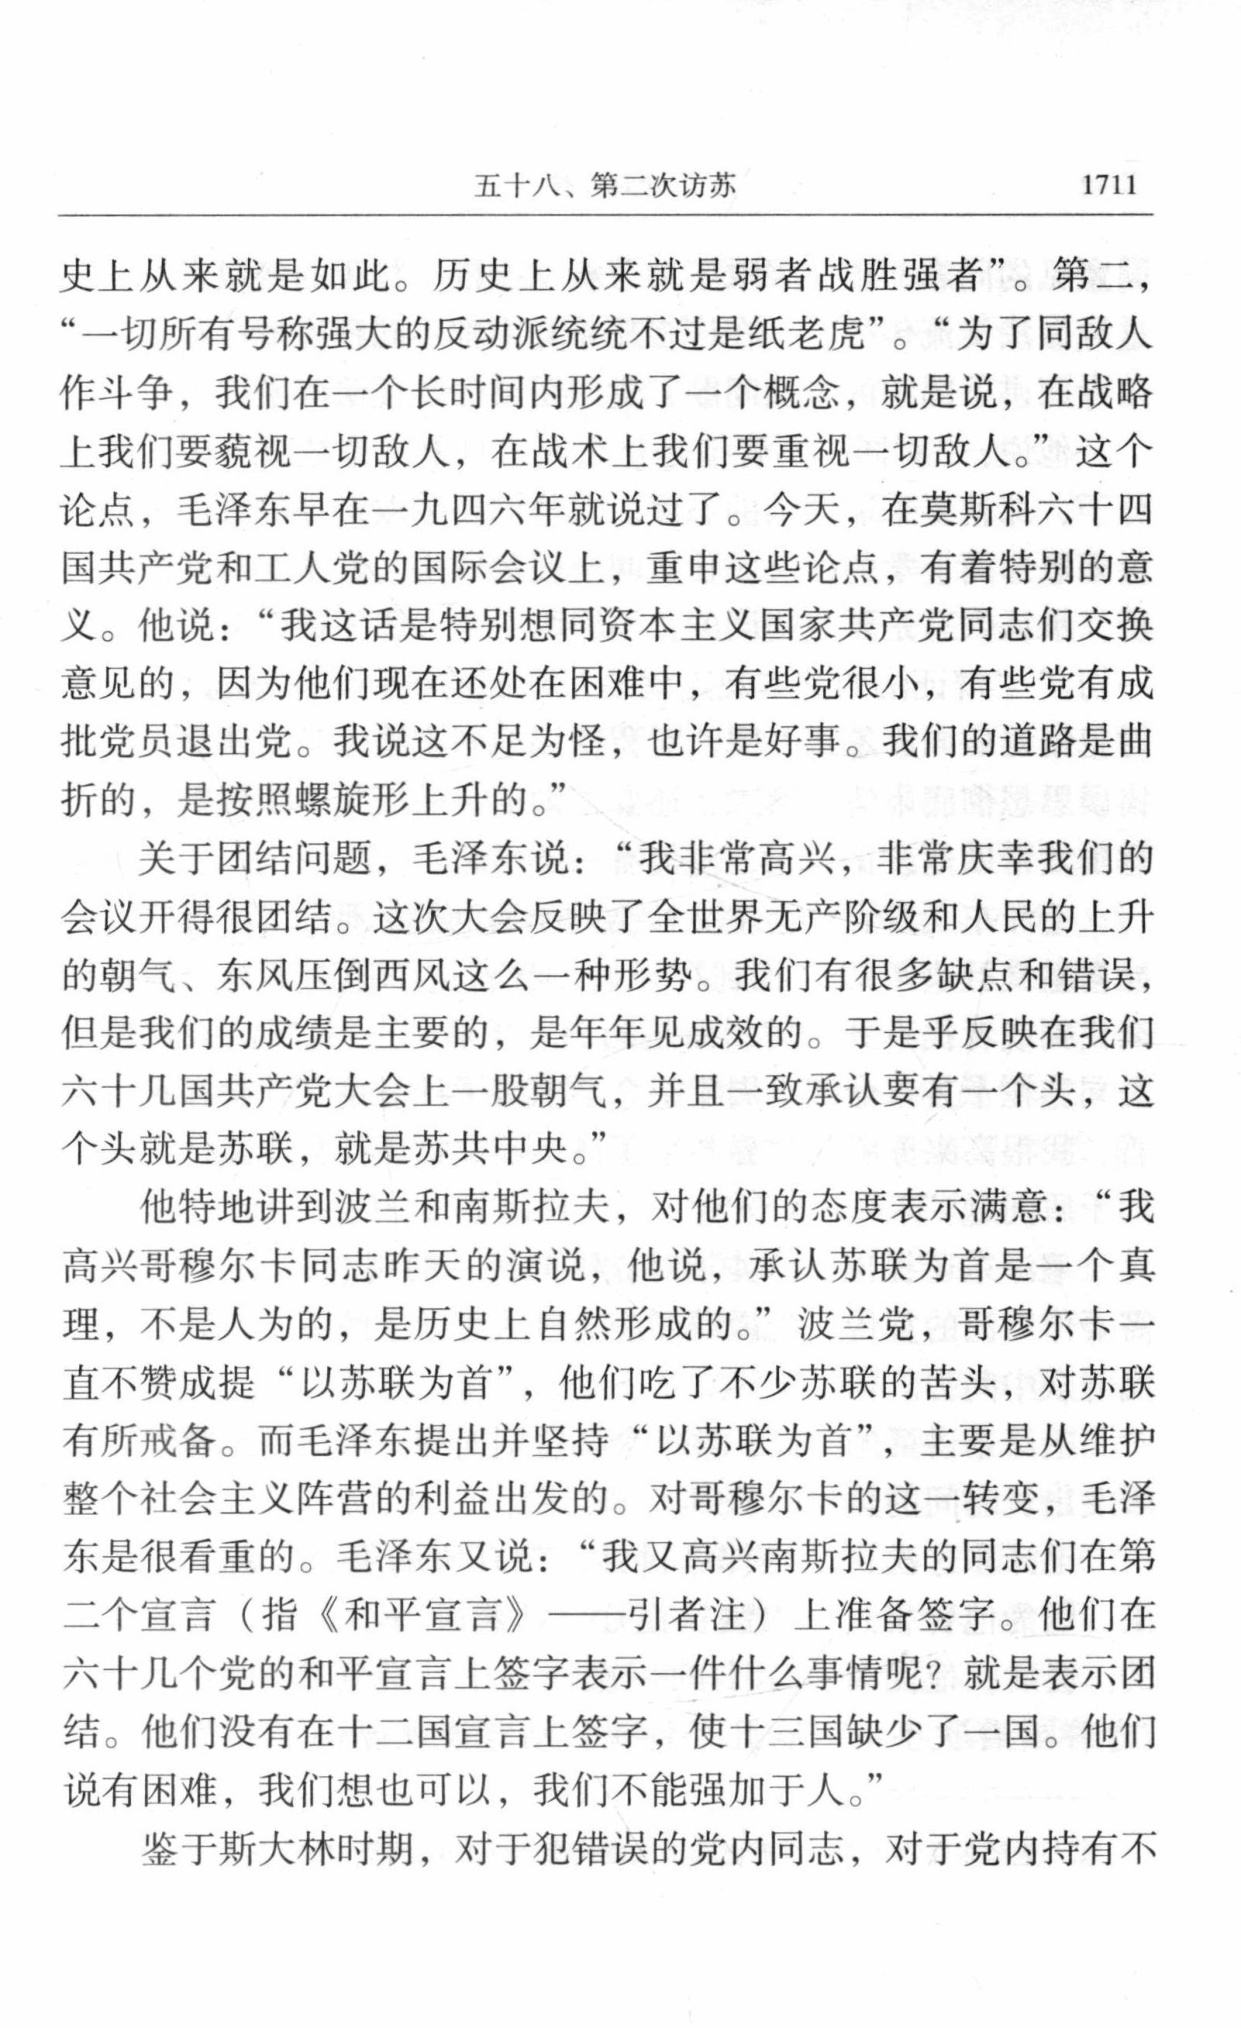 五十八、第二次访苏 1711
史上从来就是如此。历史上从来就是弱者战胜强者”。第二，
“一切所有号称强大的反动派统统不过是纸老虎”。“为了同敌人
作斗争，我们在一个长时间内形成了一个概念，就是说，在战略
上我们要藐视一切敌人，在战术上我们要重视一切敌人。”这个
论点，毛泽东早在一九四六年就说过了。今天，在莫斯科六十四
国共产党和工人党的国际会议上，重申这些论点，有着特别的意
义。他说：“我这话是特别想同资本主义国家共产党同志们交换
意见的，因为他们现在还处在困难中，有些党很小，有些党有成
批党员退出党。我说这不足为怪，也许是好事。我们的道路是曲
折的，是按照螺旋形上升的。”
关于团结问题，毛泽东说：“我非常高兴，非常庆幸我们的
会议开得很团结。这次大会反映了全世界无产阶级和人民的上升
的朝气、东风压倒西风这么一种形势。我们有很多缺点和错误，
但是我们的成绩是主要的，是年年见成效的。于是乎反映在我们
六十几国共产党大会上一股朝气，并且一致承认要有一个头，这
个头就是苏联，就是苏共中央。”
他特地讲到波兰和南斯拉夫，对他们的态度表示满意：“我
高兴哥穆尔卡同志昨天的演说，他说，承认苏联为首是一个真
理，不是人为的，是历史上自然形成的。”波兰党，哥穆尔卡一
直不赞成提“以苏联为首”，他们吃了不少苏联的苦头，对苏联
有所戒备。而毛泽东提出并坚持“以苏联为首”，主要是从维护
整个社会主义阵营的利益出发的。对哥穆尔卡的这一转变，毛泽
东是很看重的。毛泽东又说：“我又高兴南斯拉夫的同志们在第
二个宣言（指《和平宣言》——引者注）上准备签字。他们在
六十几个党的和平宣言上签字表示一件什么事情呢？就是表示团
结。他们没有在十二国宣言上签字，使十三国缺少了一国。他们
说有困难，我们想也可以，我们不能强加于人。”
鉴于斯大林时期，对于犯错误的党内同志，对于党内持有不